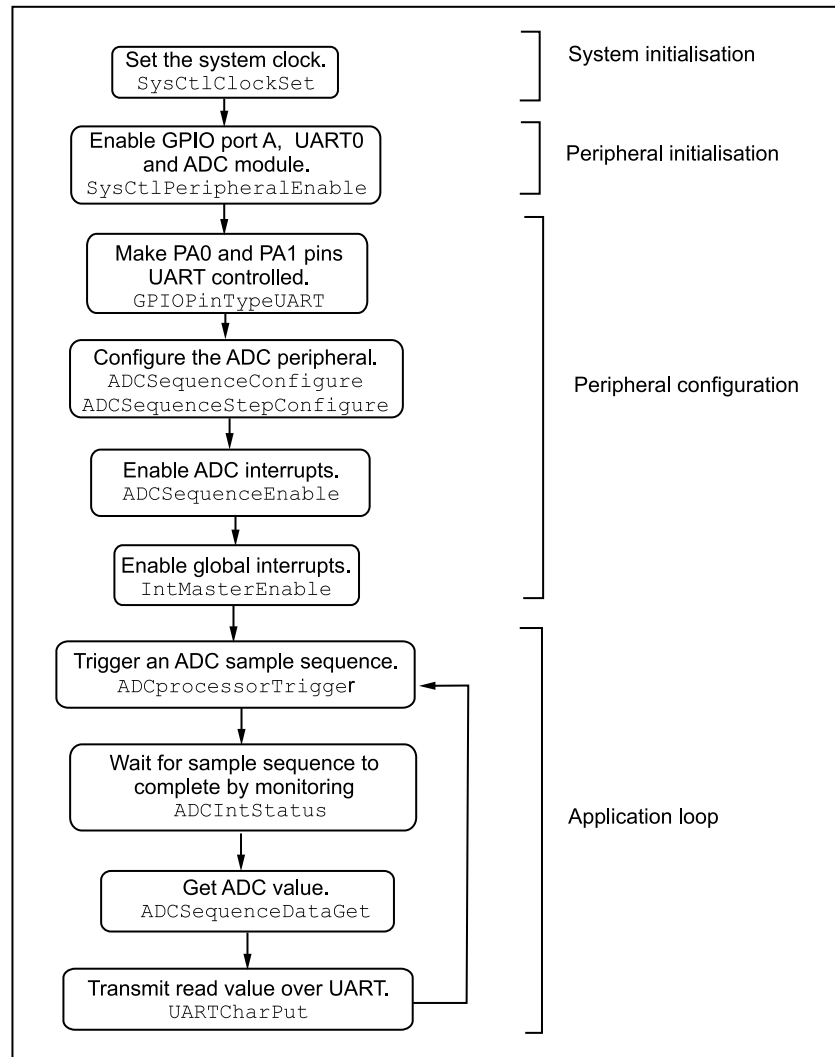 Set the system clock.
SysCtlClockSet
System initialisation
Enable GPIO port A, UART0
and ADC module.
SysCtlPeripheralEnable
Peripheral initialisation
Make PA0 and PA1 pins
UART controlled.
GPIOPinTypeUART
Configure the ADC peripheral.
ADCSequenceConfigure
ADCSequenceStepConfigure
Peripheral configuration
Enable ADC interrupts.
ADCSequenceEnable
Enable global interrupts.
IntMasterEnable
Trigger an ADC sample sequence.
ADCprocessorTrigger
Wait for sample sequence to
complete by monitoring
ADCIntStatus
Application loop
Get ADC value.
ADCSequenceDataGet
Transmit read value over UART.
UARTCharPut